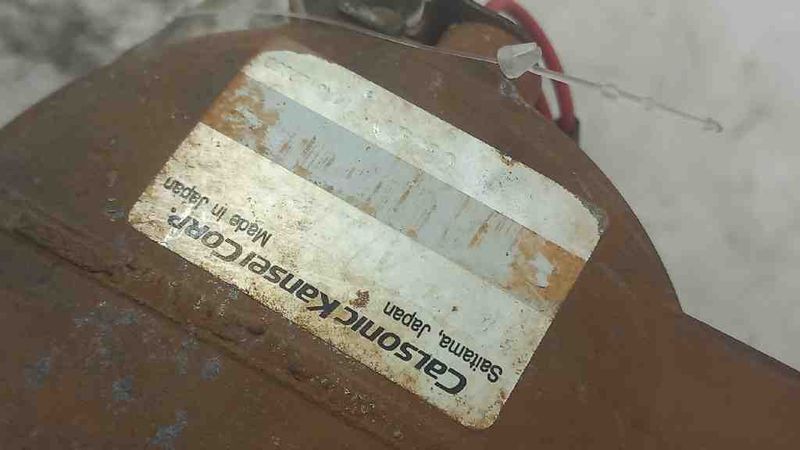 CALSONIC KANSEI CORP.
Saitama, Japan Made in Japan